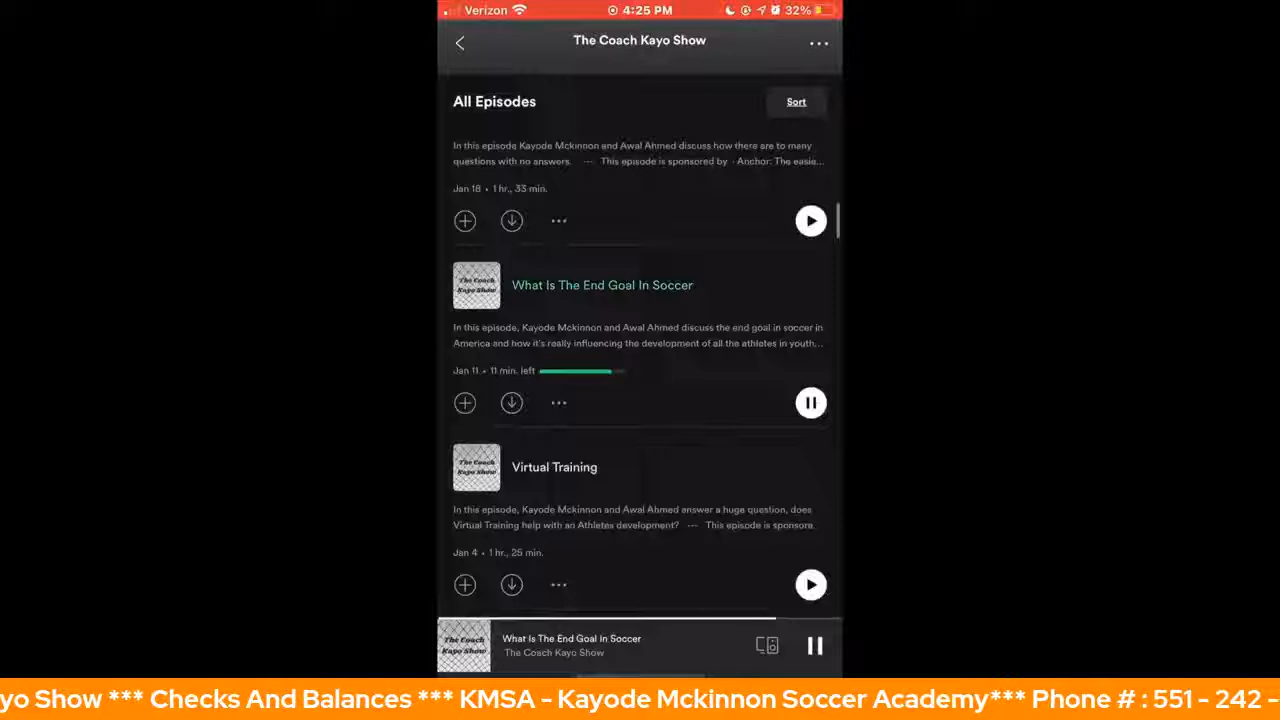 Verizon 4:25 PM 32%
The Coach Kayo Show
All Episodes Sort
In this episode Kayode Mckinnon and Awal Ahmed discuss how there are to many
questions with no answers. --- This episode is sponsored by · Anchor: The easie...
Jan 18 • 1 hr., 33 min.
The Coach
Kayo Show
What Is The End Goal In Soccer
In this episode, Kayode Mckinnon and Awal Ahmed discuss the end goal in soccer in
America and how it's really influencing the development of all the athletes in youth...
Jan 11 • 11 min. left
The Coach
Kayo Show
Virtual Training
In this episode, Kayode Mckinnon and Awal Ahmed answer a huge question, does
Virtual Training help with an Athletes development? --- This episode is sponsore.
Jan 4 • 1 hr., 25 min.
The Coach
Kayo Show
What Is The End Goal In Soccer
The Coach Kayo Show
yo Show *** Checks And Balances *** KMSA - Kayode Mckinnon Soccer Academy*** Phone # : 551 - 242 -